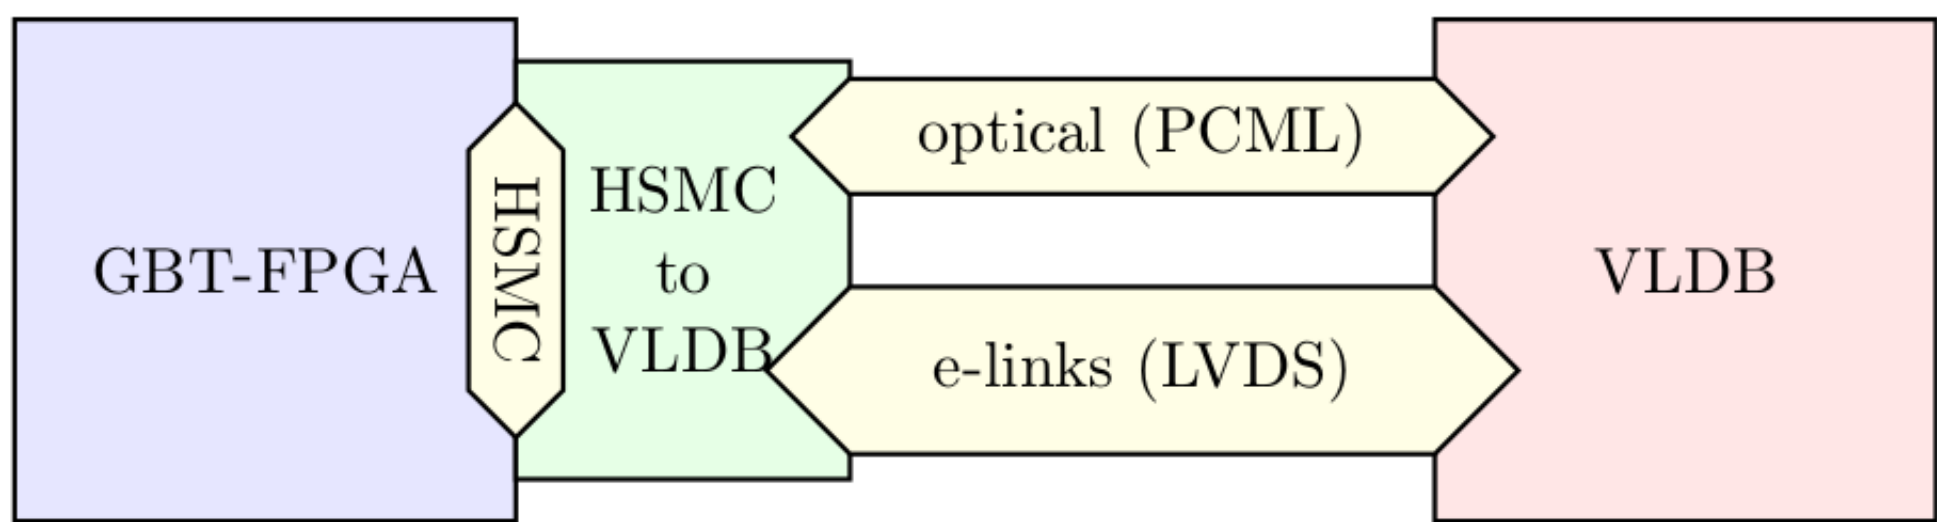 GBT-FPGA
HSMC
HSMC
to
VLDB
optical (PCML)
e-links (LVDS)
VLDB